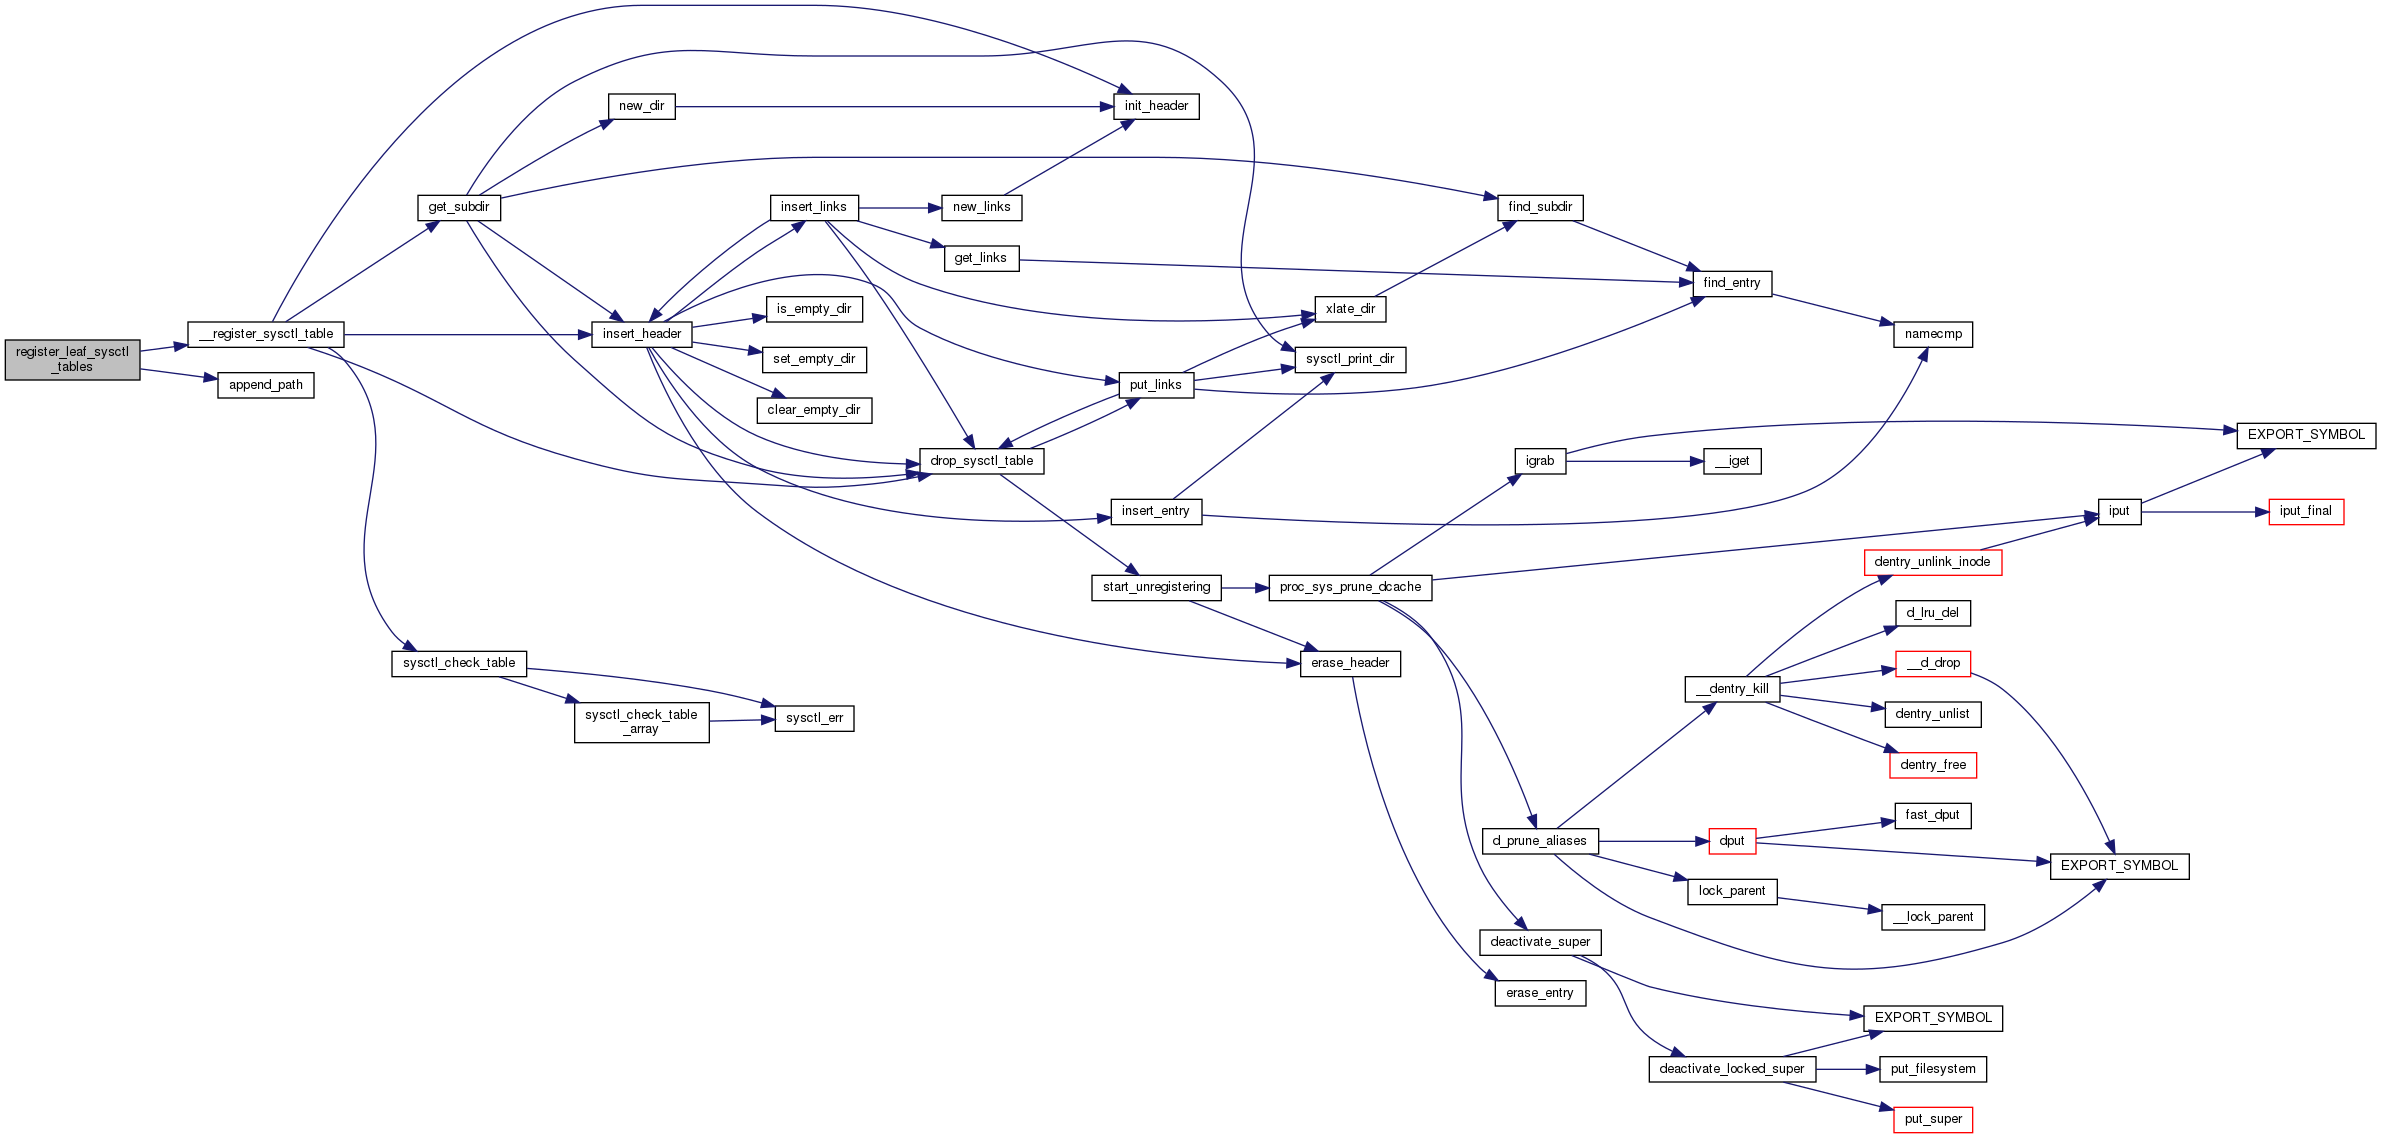 register_leaf_sysctl
_tables
__register_sysctl_table
append_path
get_subdir
sysctl_check_table
new_dir
insert_header
sysctl_check_table
_array
insert_links
is_empty_dir
set_empty_dir
clear_empty_dir
sysctl_err
new_links
get_links
drop_sysctl_table
init_header
put_links
insert_entry
start_unregistering
xlate_dir
sysctl_print_dir
proc_sys_prune_dcache
erase_header
find_subdir
igrab
d_prune_aliases
deactivate_super
erase_entry
find_entry
__iget
__dentry_kill
dput
lock_parent
deactivate_locked_super
namecmp
dentry_unlink_inode
d_lru_del
__d_drop
dentry_unlist
dentry_free
fast_dput
__lock_parent
EXPORT_SYMBOL
put_filesystem
put_super
iput
EXPORT_SYMBOL
EXPORT_SYMBOL
iput_final